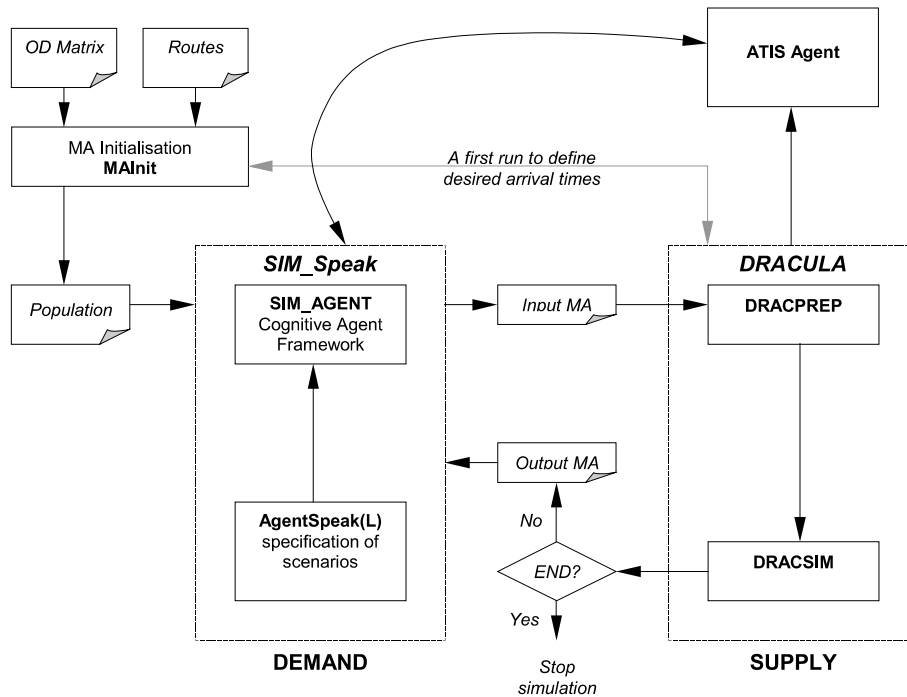 OD Matrix
Routes
ATIS Agent
MA Initialisation
MAInit
A first run to define
desired arrival times
SIM_Speak
DRACULA
Population
SIM_AGENT
Cognitive Agent
Framework
Input MA
DRACPREP
Output MA
No
AgentSpeak(L)
specification of
scenarios
END?
DRACSIM
Yes
DEMAND
Stop
simulation
SUPPLY